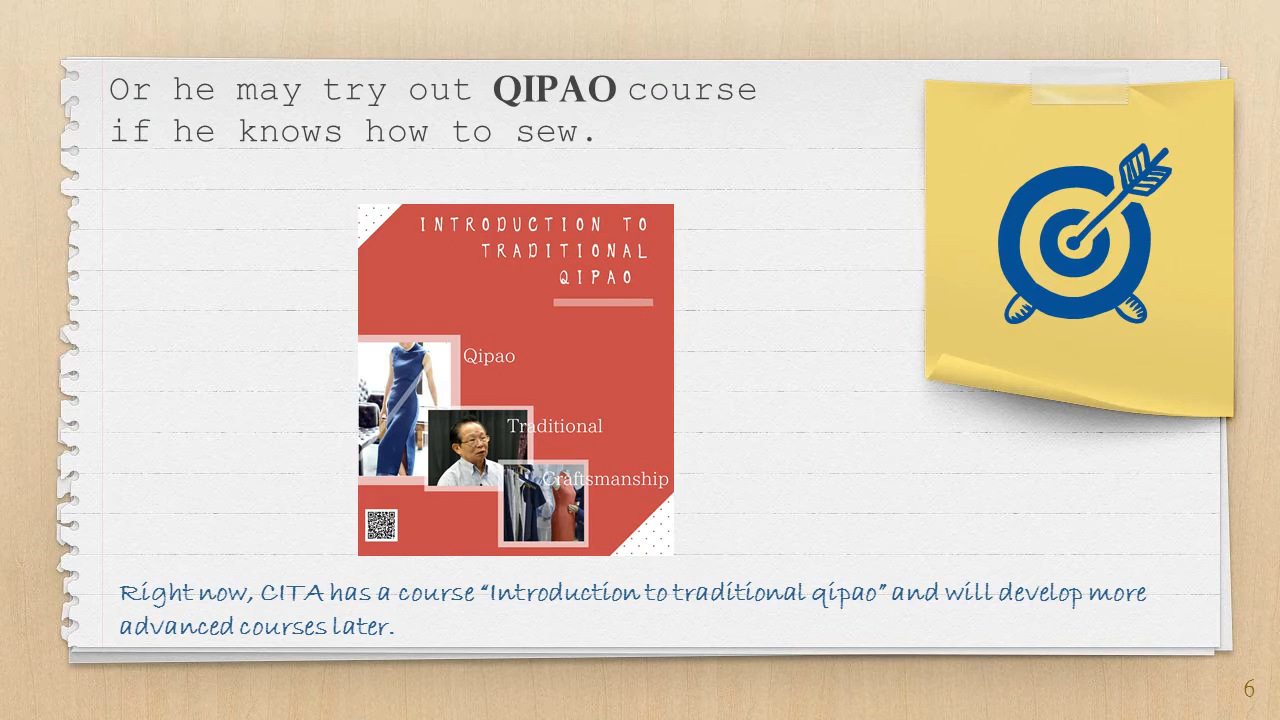 Or he may try out QIPAO course
if he knows how to sew.
INTRODUCTION TO
TRADITIONAL
QIPAO
Qipao
Traditional
Craftsmanship
Right now, CITA has a course “Introduction to traditional qipao” and will develop more
advanced courses later.
6